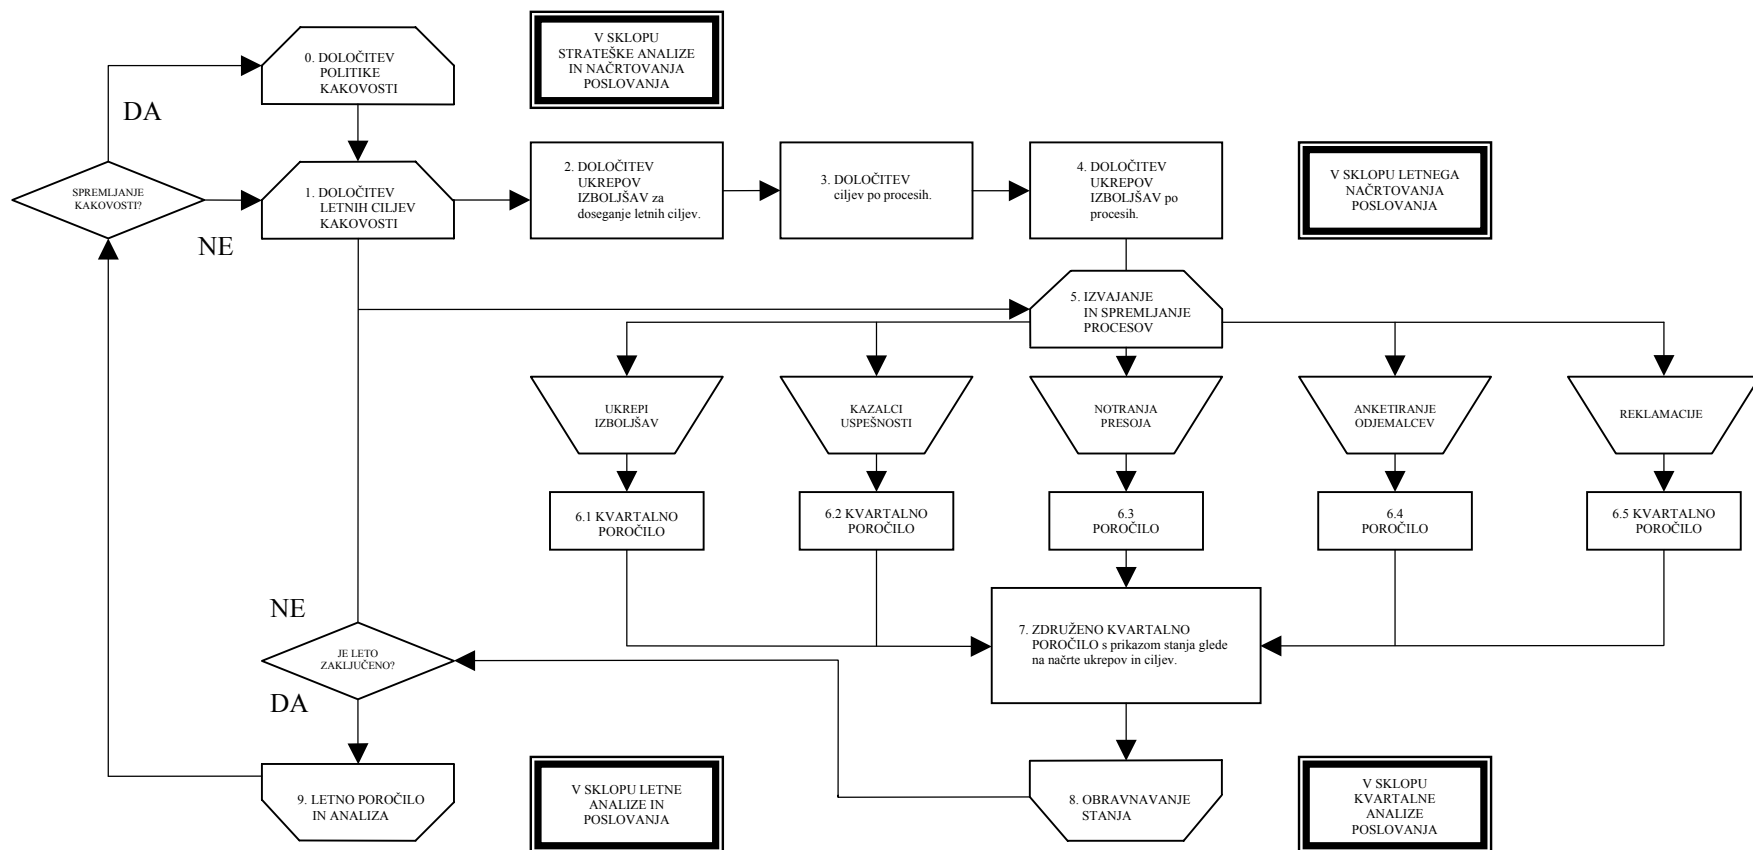 0. DOLOČITEV
POLITIKE
KAKOVOSTI
V SKLOPU
STRATEŠKE ANALIZE
IN NAČRTOVANJA
POSLOVANJA
DA
SPREMLJANJE
KAKOVOSTI?
NE
1. DOLOČITEV
LETNIH CILJEV
KAKOVOSTI
2. DOLOČITEV
UKREPOV
IZBOLJŠAV za
doseganje letnih ciljev.
3. DOLOČITEV
ciljev po procesih.
4. DOLOČITEV
UKREPOV
IZBOLJŠAV po
procesih.
V SKLOPU LETNEGA
NAČRTOVANJA
POSLOVANJA
5. IZVAJANJE
IN SPREMLJANJE
PROCESOV
UKREPI
IZBOLJŠAV
KAZALCI
USPEŠNOSTI
NOTRANJA
PRESOJA
ANKETIRANJE
ODJEMALCEV
REKLAMACIJE
6.1 KVARTALNO
POROČILO
6.2 KVARTALNO
POROČILO
6.3
POROČILO
6.4
POROČILO
6.5 KVARTALNO
POROČILO
NE
JE LETO
ZAKLJUČENO?
DA
7. ZDRUŽENO KVARTALNO
POROČILO s prikazom stanja glede
na načrte ukrepov in ciljev.
9. LETNO POROČILO
IN ANALIZA
V SKLOPU LETNE
ANALIZE IN
POSLOVANJA
8. OBRAVNAVANJE
STANJA
V SKLOPU
KVARTALNE
ANALIZE
POSLOVANJA